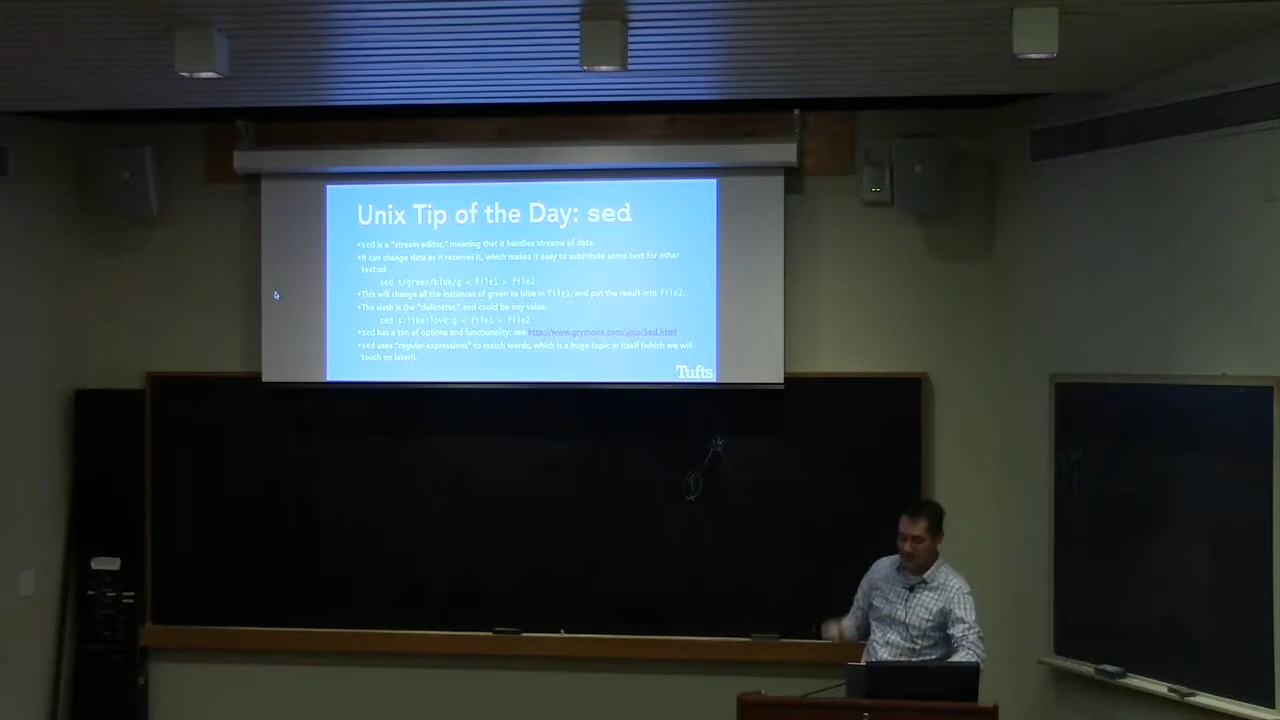 Unix Tip of the Day: sed
•sed is a "stream editor," meaning that it handles streams of data
•It can change data as it receives it, which makes it easy to substitute some text for other
text:sd
sed s/green/blue/g < file1 > file2
•This will change all the instances of green to blue in file1, and put the result into file2.
•The slash is the "delimeter," and could be any value:
sed s:like:love:g < file1 > file2
•sed has a ton of options and functionality: see http://www.grymoire.com/unix/Sed.html
•sed uses "regular expressions" to match words, which is a huge topic in itself (which we will
touch on later!).
Tufts